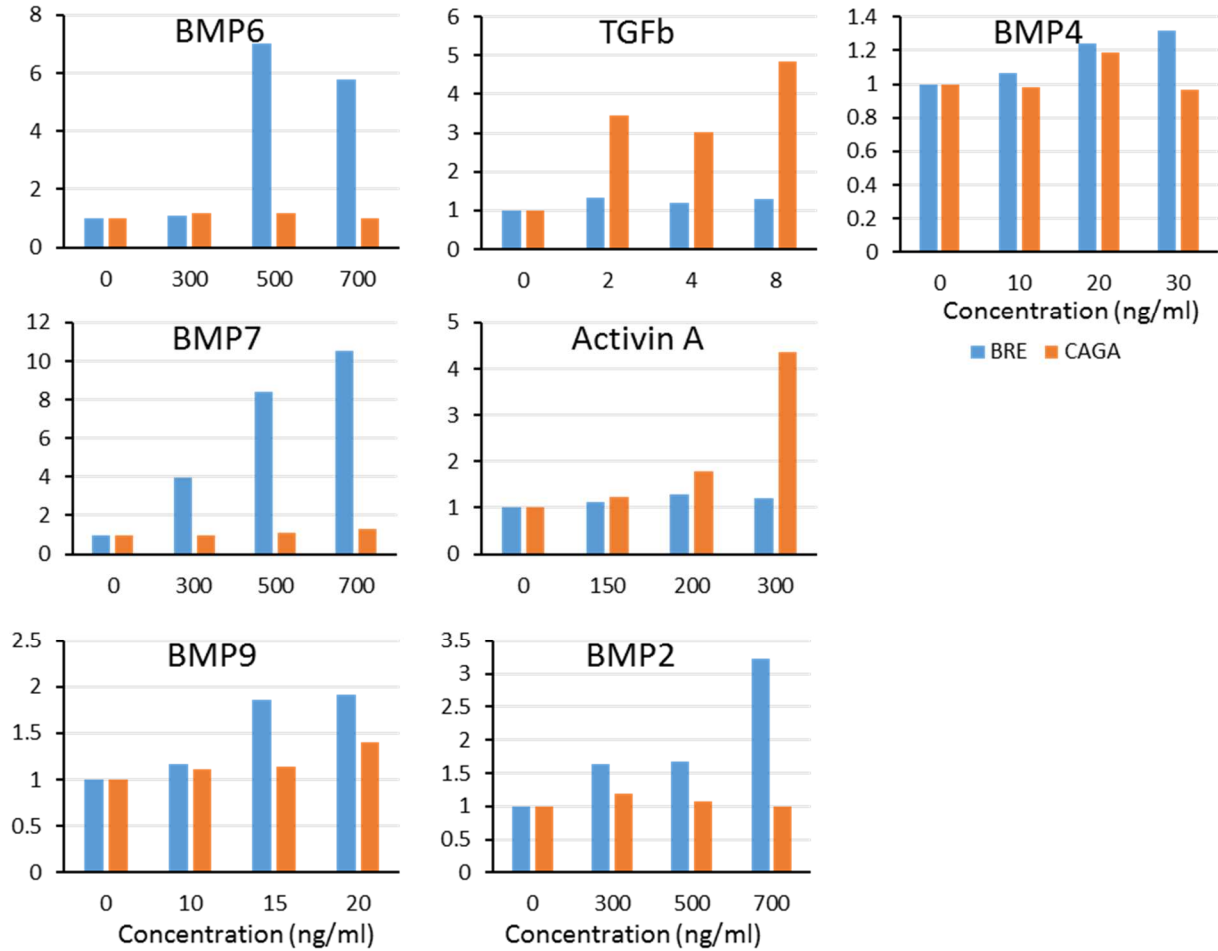 BMP6
8
6
4
2
0
0 300 500 700
TGFb
6
5
4
3
2
1
0
0 2 4 8
BMP4
1.4
1.2
1
0.8
0.6
0.4
0.2
0
0 10 20 30
Concentration (ng/ml)
BRE CAGA
BMP7
12
10
8
6
4
2
0
0 300 500 700
Activin A
5
4
3
2
1
0
0 150 200 300
BMP9
2.5
2
1.5
1
0.5
0
0 10 15 20
Concentration (ng/ml)
BMP2
3.5
3
2.5
2
1.5
1
0.5
0
0 300 500 700
Concentration (ng/ml)